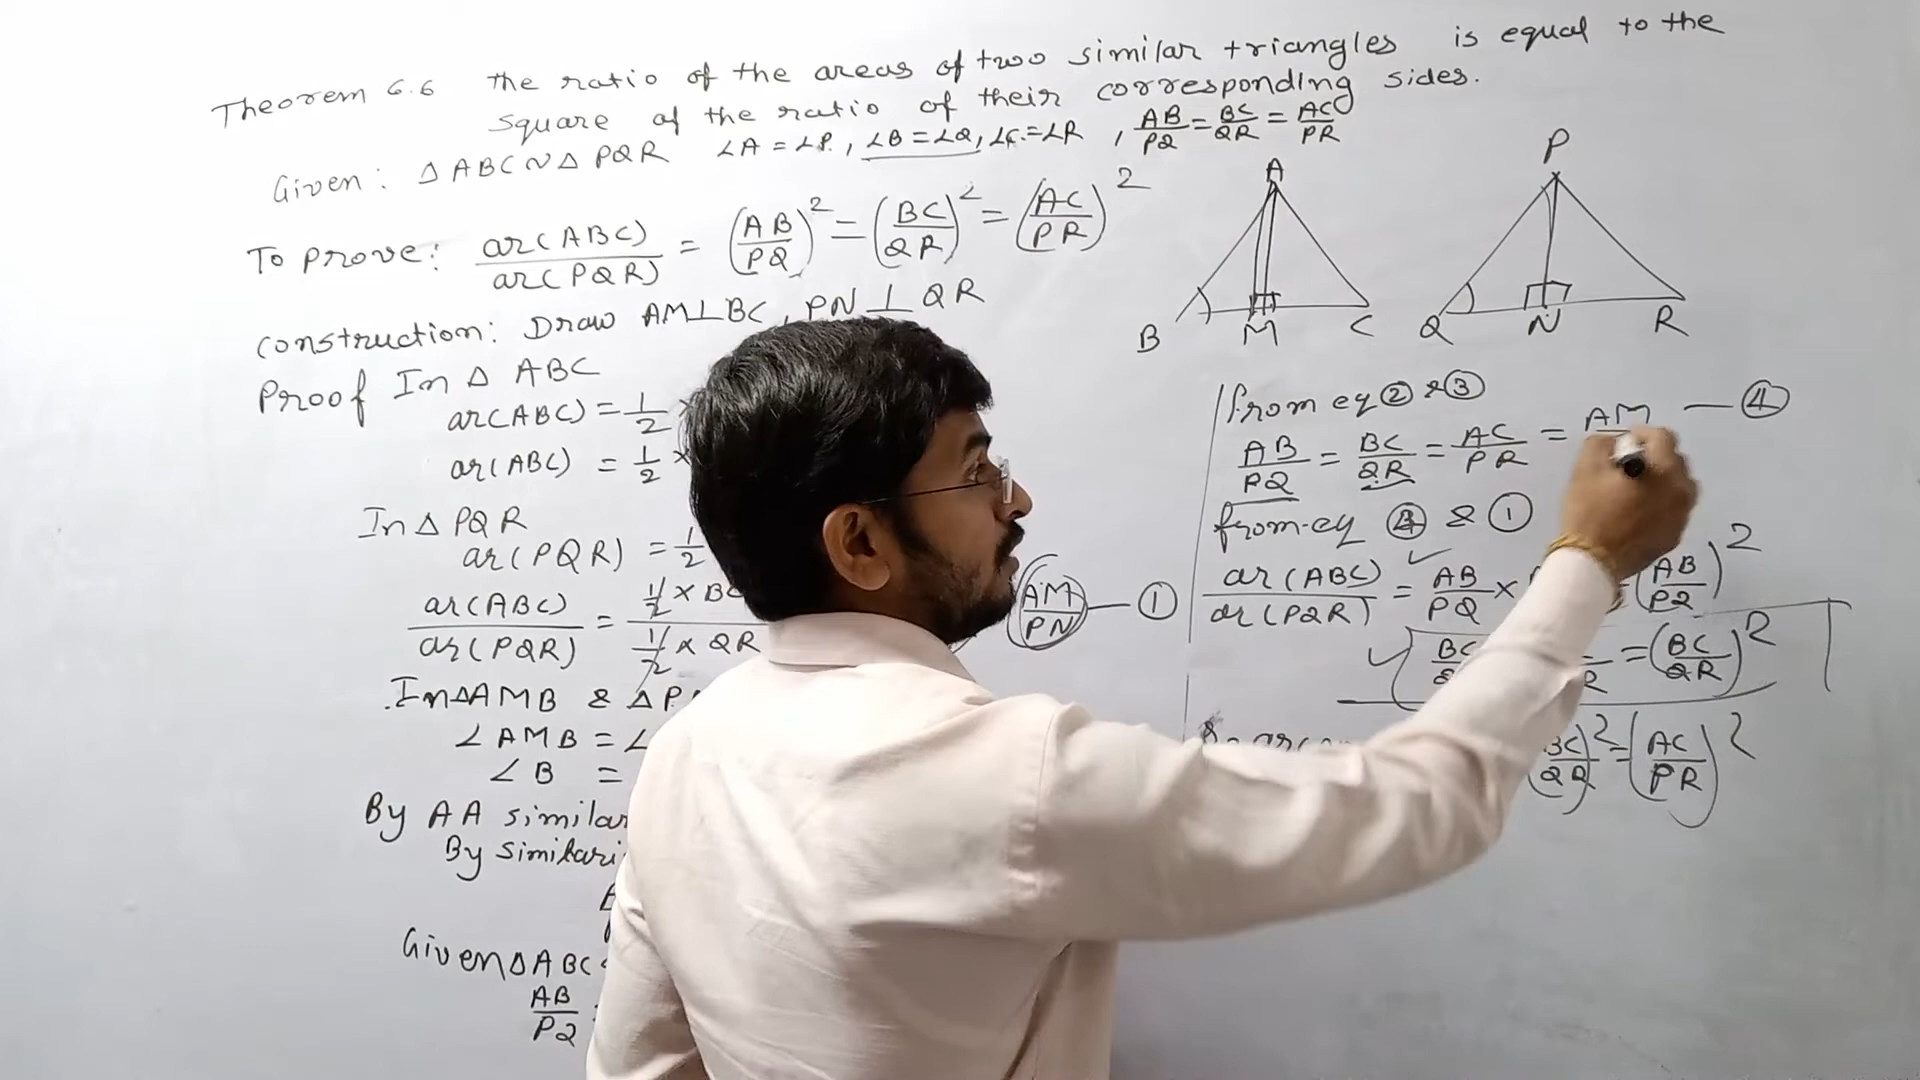 Theorem 6.6 The ratio of the areas of two similar triangles is equal to the
square of the ratio of their corresponding sides.
Given: △ABC ~ △PQR ∠A = ∠P, ∠B = ∠Q, ∠C = ∠R, AB/PQ = BC/QR = AC/PR
To prove: ar(ABC)/ar(PQR) = (AB/PQ)² = (BC/QR)² = (AC/PR)²
construction: Draw AM⊥BC, PN⊥QR
Proof In △ ABC
ar(ABC) = 1/2 ×
ar(ABC) = 1/2 ×
In △ PQR
ar(PQR) = 1/2
ar(ABC)/ar(PQR) = 1/2 × BC / 1/2 × QR
AM/PN — ①
In △AMB & △P
∠AMB = ∠
∠B =
By AA similar
By similari
Given △ABC
AB/PQ
A
B M C
P
Q N R
from eq ② & ③
AB/PQ = BC/QR = AC/PR = AM — ④
from eq ④ & ①
ar(ABC)/ar(PQR) = AB/PQ × = (AB/PQ)²
BC = (BC/QR)²
(BC/QR)² = (AC/PR)²